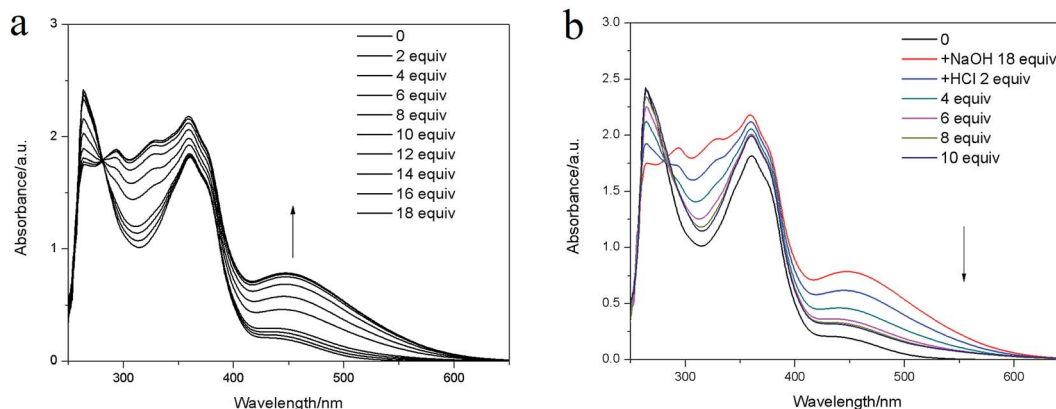 a
3
2
1
0
Absorbance/a.u.
300
400
500
600
Wavelength/nm
0
2 equiv
4 equiv
6 equiv
8 equiv
10 equiv
12 equiv
14 equiv
16 equiv
18 equiv
b
3.0
2.5
2.0
1.5
1.0
0.5
0.0
Absorbance/a.u.
300
400
500
600
Wavelength/nm
0
+NaOH 18 equiv
+HCl 2 equiv
4 equiv
6 equiv
8 equiv
10 equiv